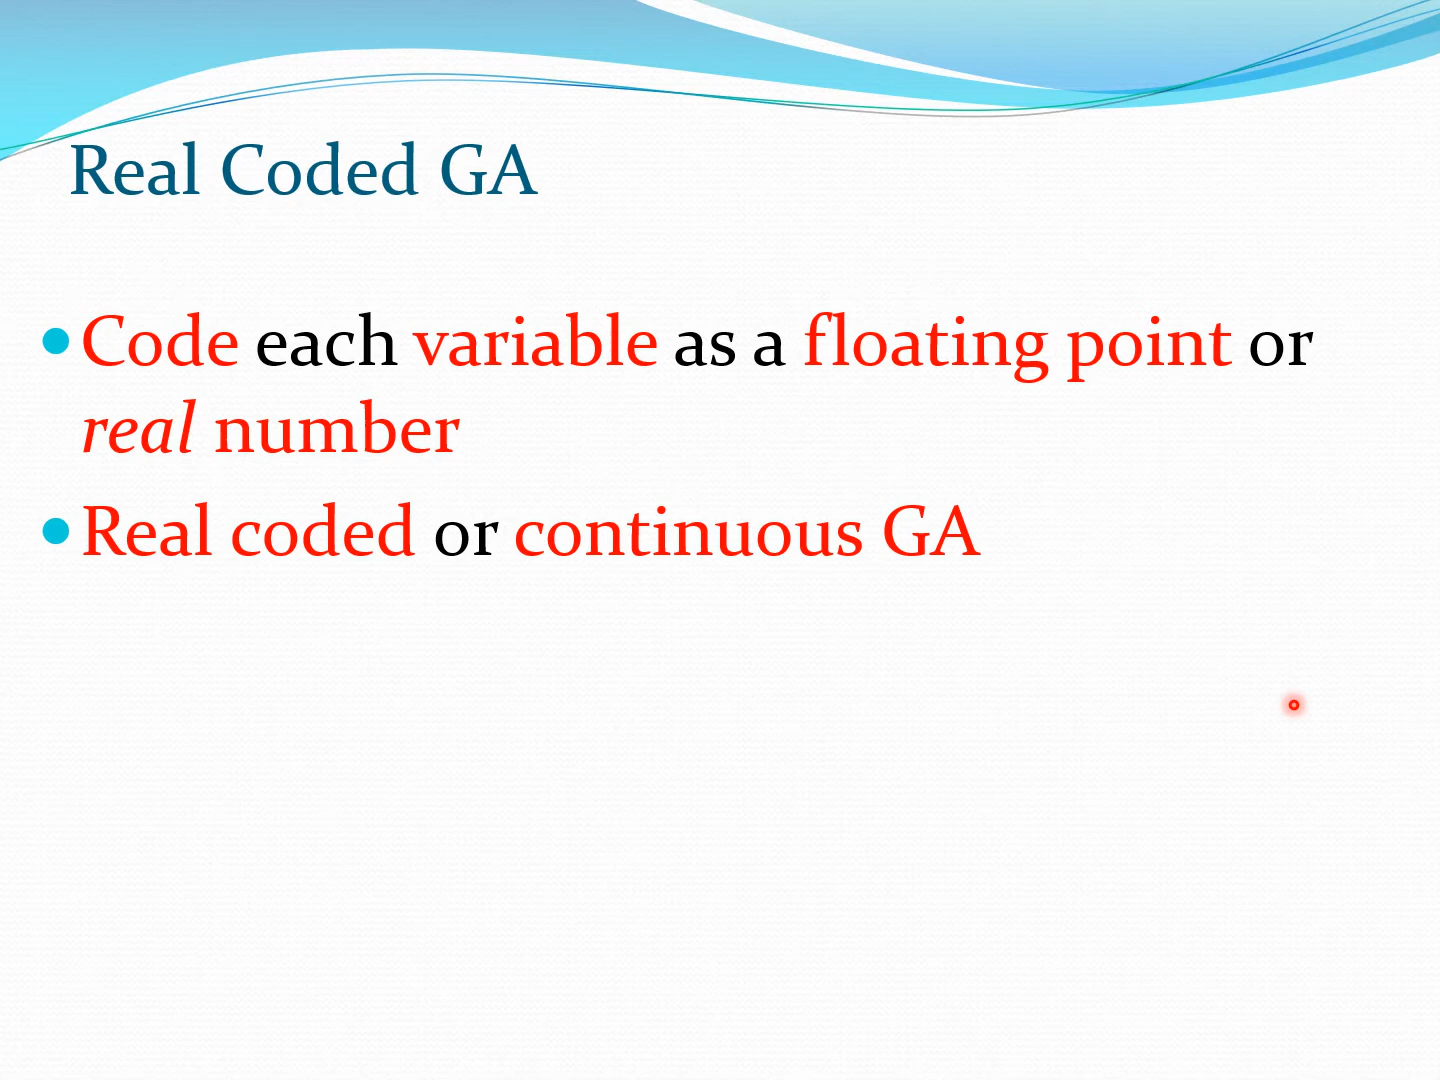 Real Coded GA
Code each variable as a floating point or
real number
Real coded or continuous GA